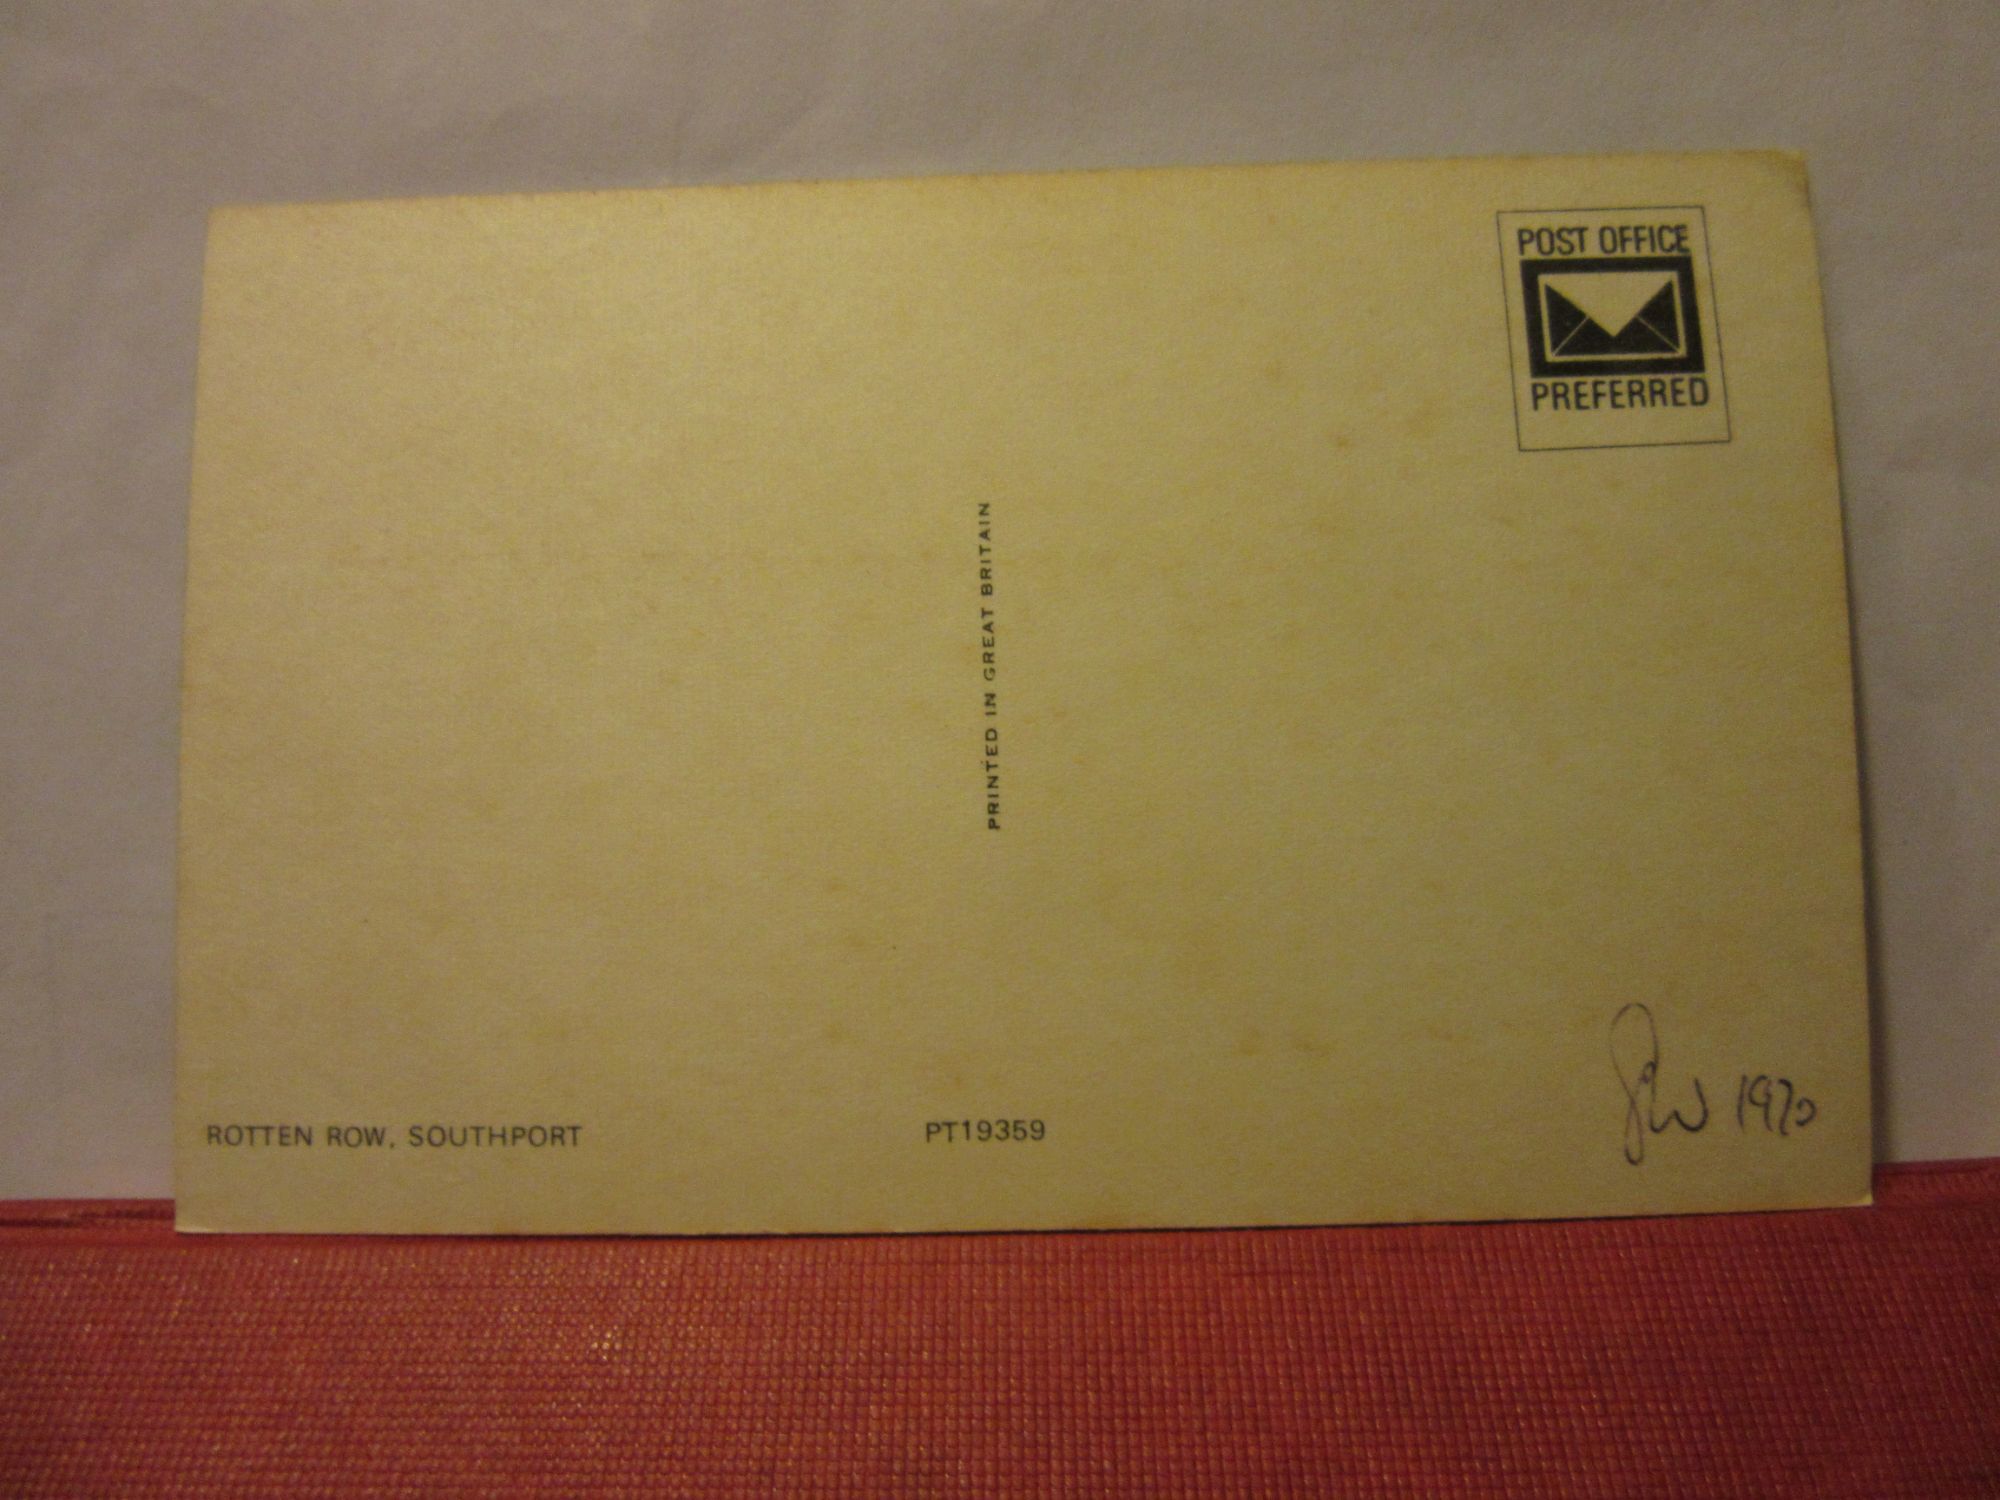 POST OFFICE
PREFERRED
PRINTED IN GREAT BRITAIN
ROTTEN ROW, SOUTHPORT
PT19359
1970